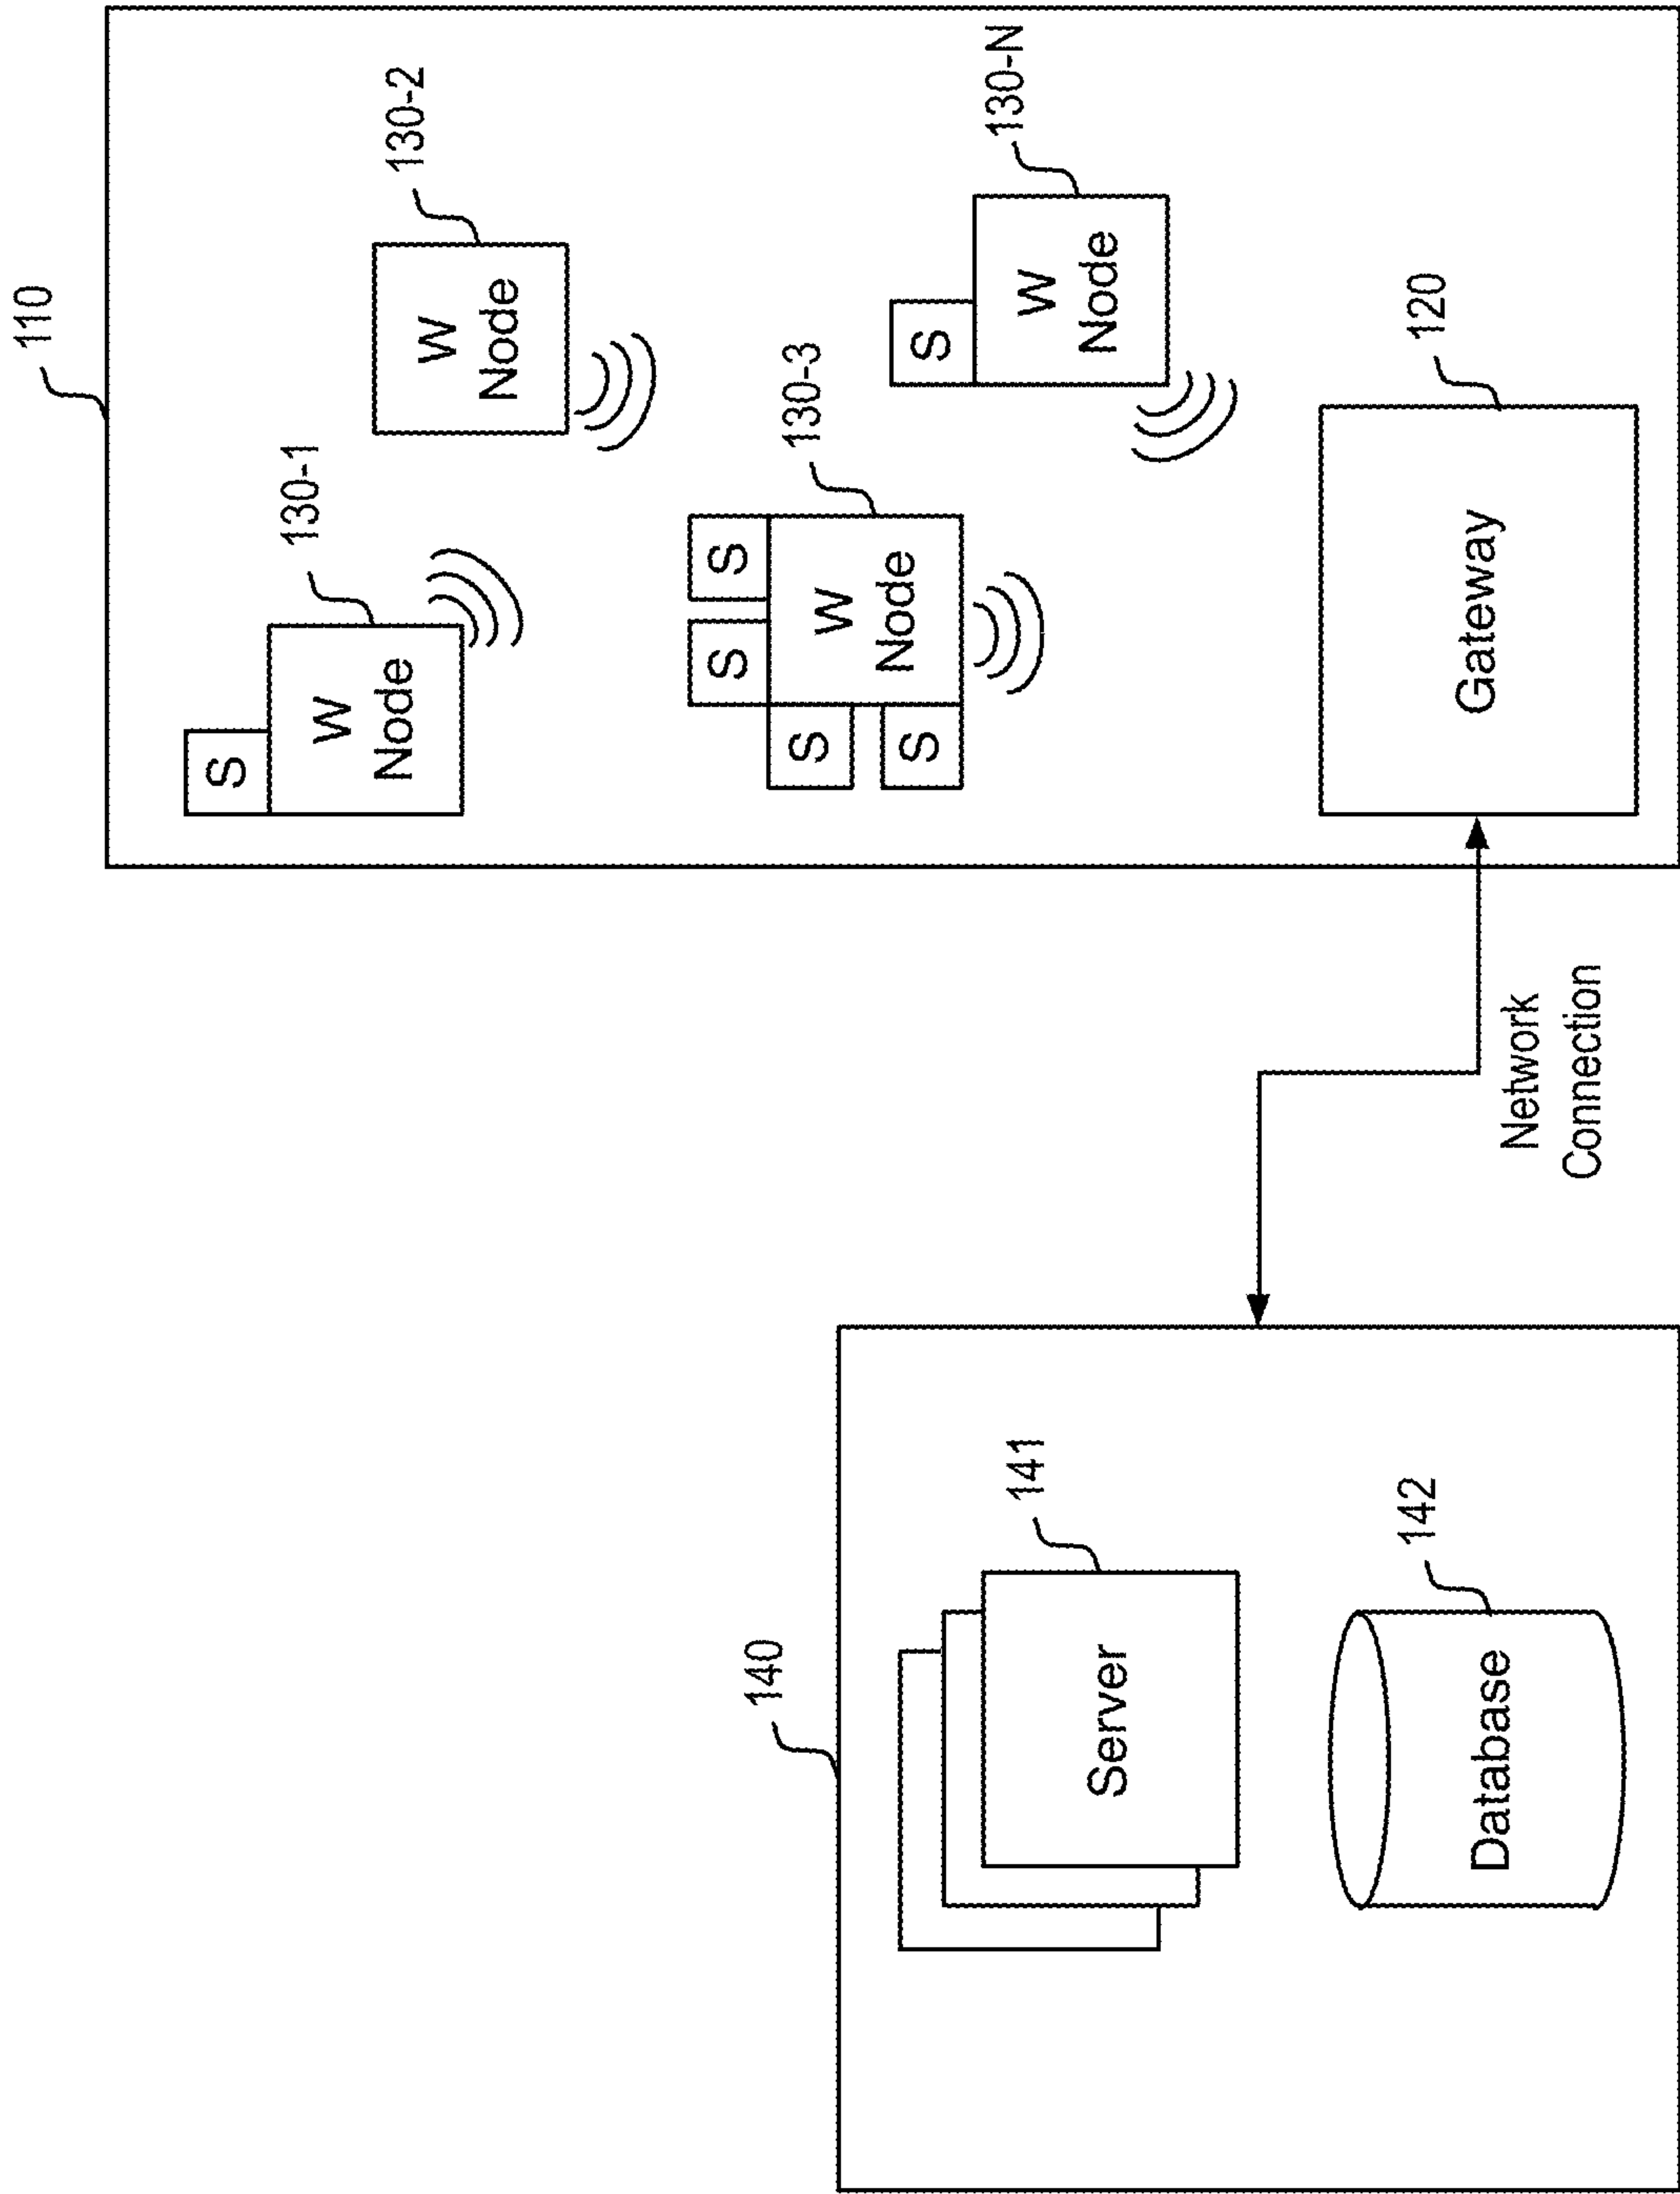 110
130-1
130-2
S
W
Node
W
Node
130-3
130-N
S
S
S
S
W
Node
S
W
Node
120
Gateway
Network
Connection
140
141
Server
142
Database